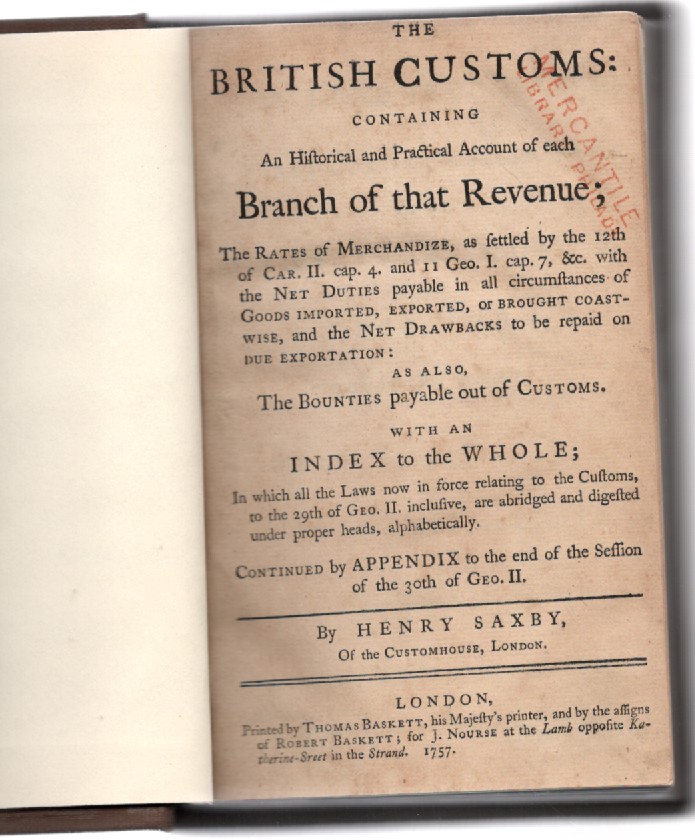 THE
BRITISH CUSTOMS:
CONTAINING
An Hiſtorical and Practical Account of each
Branch of that Revenue;
The RATES of MERCHANDIZE, as ſettled by the 12th
of CAR. II. cap. 4. and 11 GEO. I. cap. 7, &c. with
the NET DUTIES payable in all circumſtances of
GOODS IMPORTED, EXPORTED, or BROUGHT COAST-
WISE, and the NET DRAWBACKS to be repaid on
DUE EXPORTATION:
AS ALSO,
The BOUNTIES payable out of CUSTOMS.
WITH AN
INDEX to the WHOLE;
In which all the Laws now in force relating to the Cuſtoms,
to the 29th of GEO. II. incluſive, are abridged and digeſted
under proper heads, alphabetically.
CONTINUED by APPENDIX to the end of the Seſſion
of the 30th of GEO. II.
By HENRY SAXBY,
Of the CUSTOMHOUSE, LONDON.
LONDON,
Printed by THOMAS BASKETT, his Majeſty's printer, and by the aſſigns
of ROBERT BASKETT; for J. NOURSE at the Lamb oppoſite Ka-
therine-Sreet in the Strand. 1757.
MERCANTILE
LIBRARY PHILAD